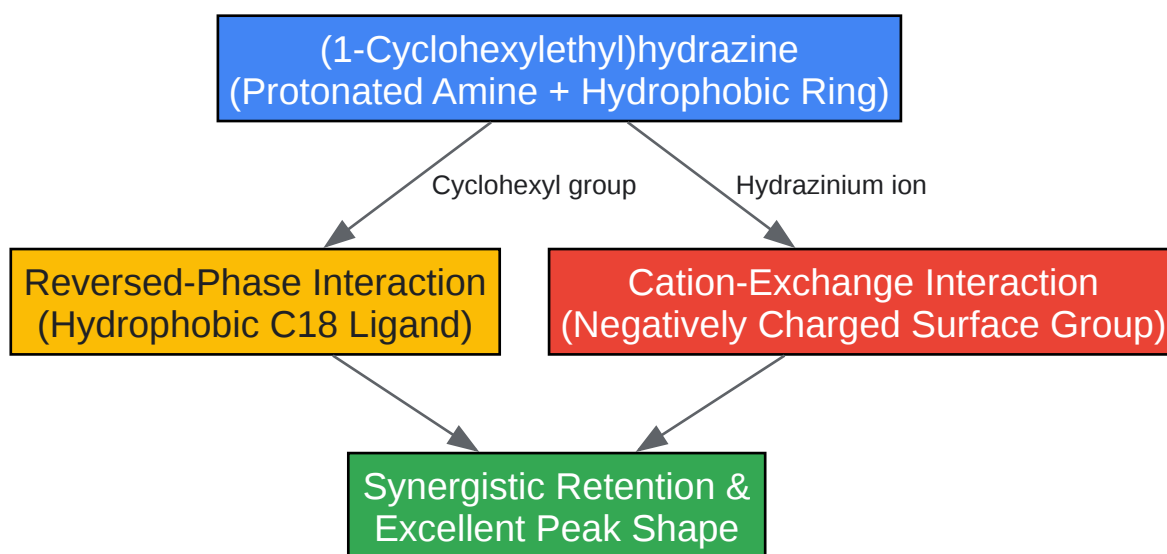 (1-Cyclohexylethyl)hydrazine
(Protonated Amine + Hydrophobic Ring)
Cyclohexyl group
Hydrazinium ion
Reversed-Phase Interaction
(Hydrophobic C18 Ligand)
Cation-Exchange Interaction
(Negatively Charged Surface Group)
Synergistic Retention &
Excellent Peak Shape